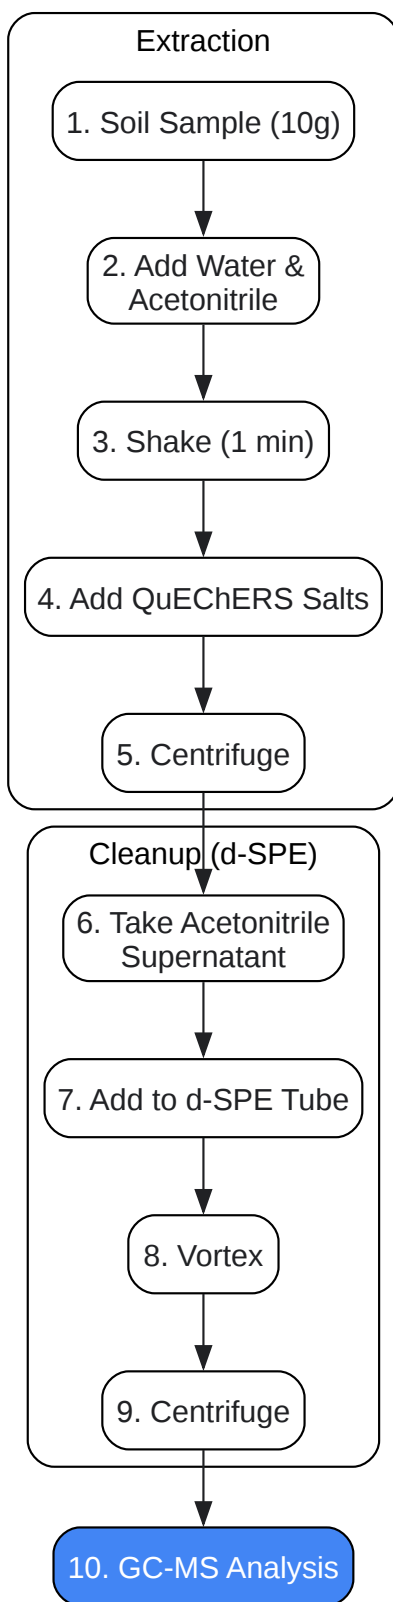 Extraction
1. Soil Sample (10g)
2. Add Water &
Acetonitrile
3. Shake (1 min)
4. Add QuEChERS Salts
5. Centrifuge
Cleanup (d-SPE)
6. Take Acetonitrile
Supernatant
7. Add to d-SPE Tube
8. Vortex
9. Centrifuge
10. GC-MS Analysis